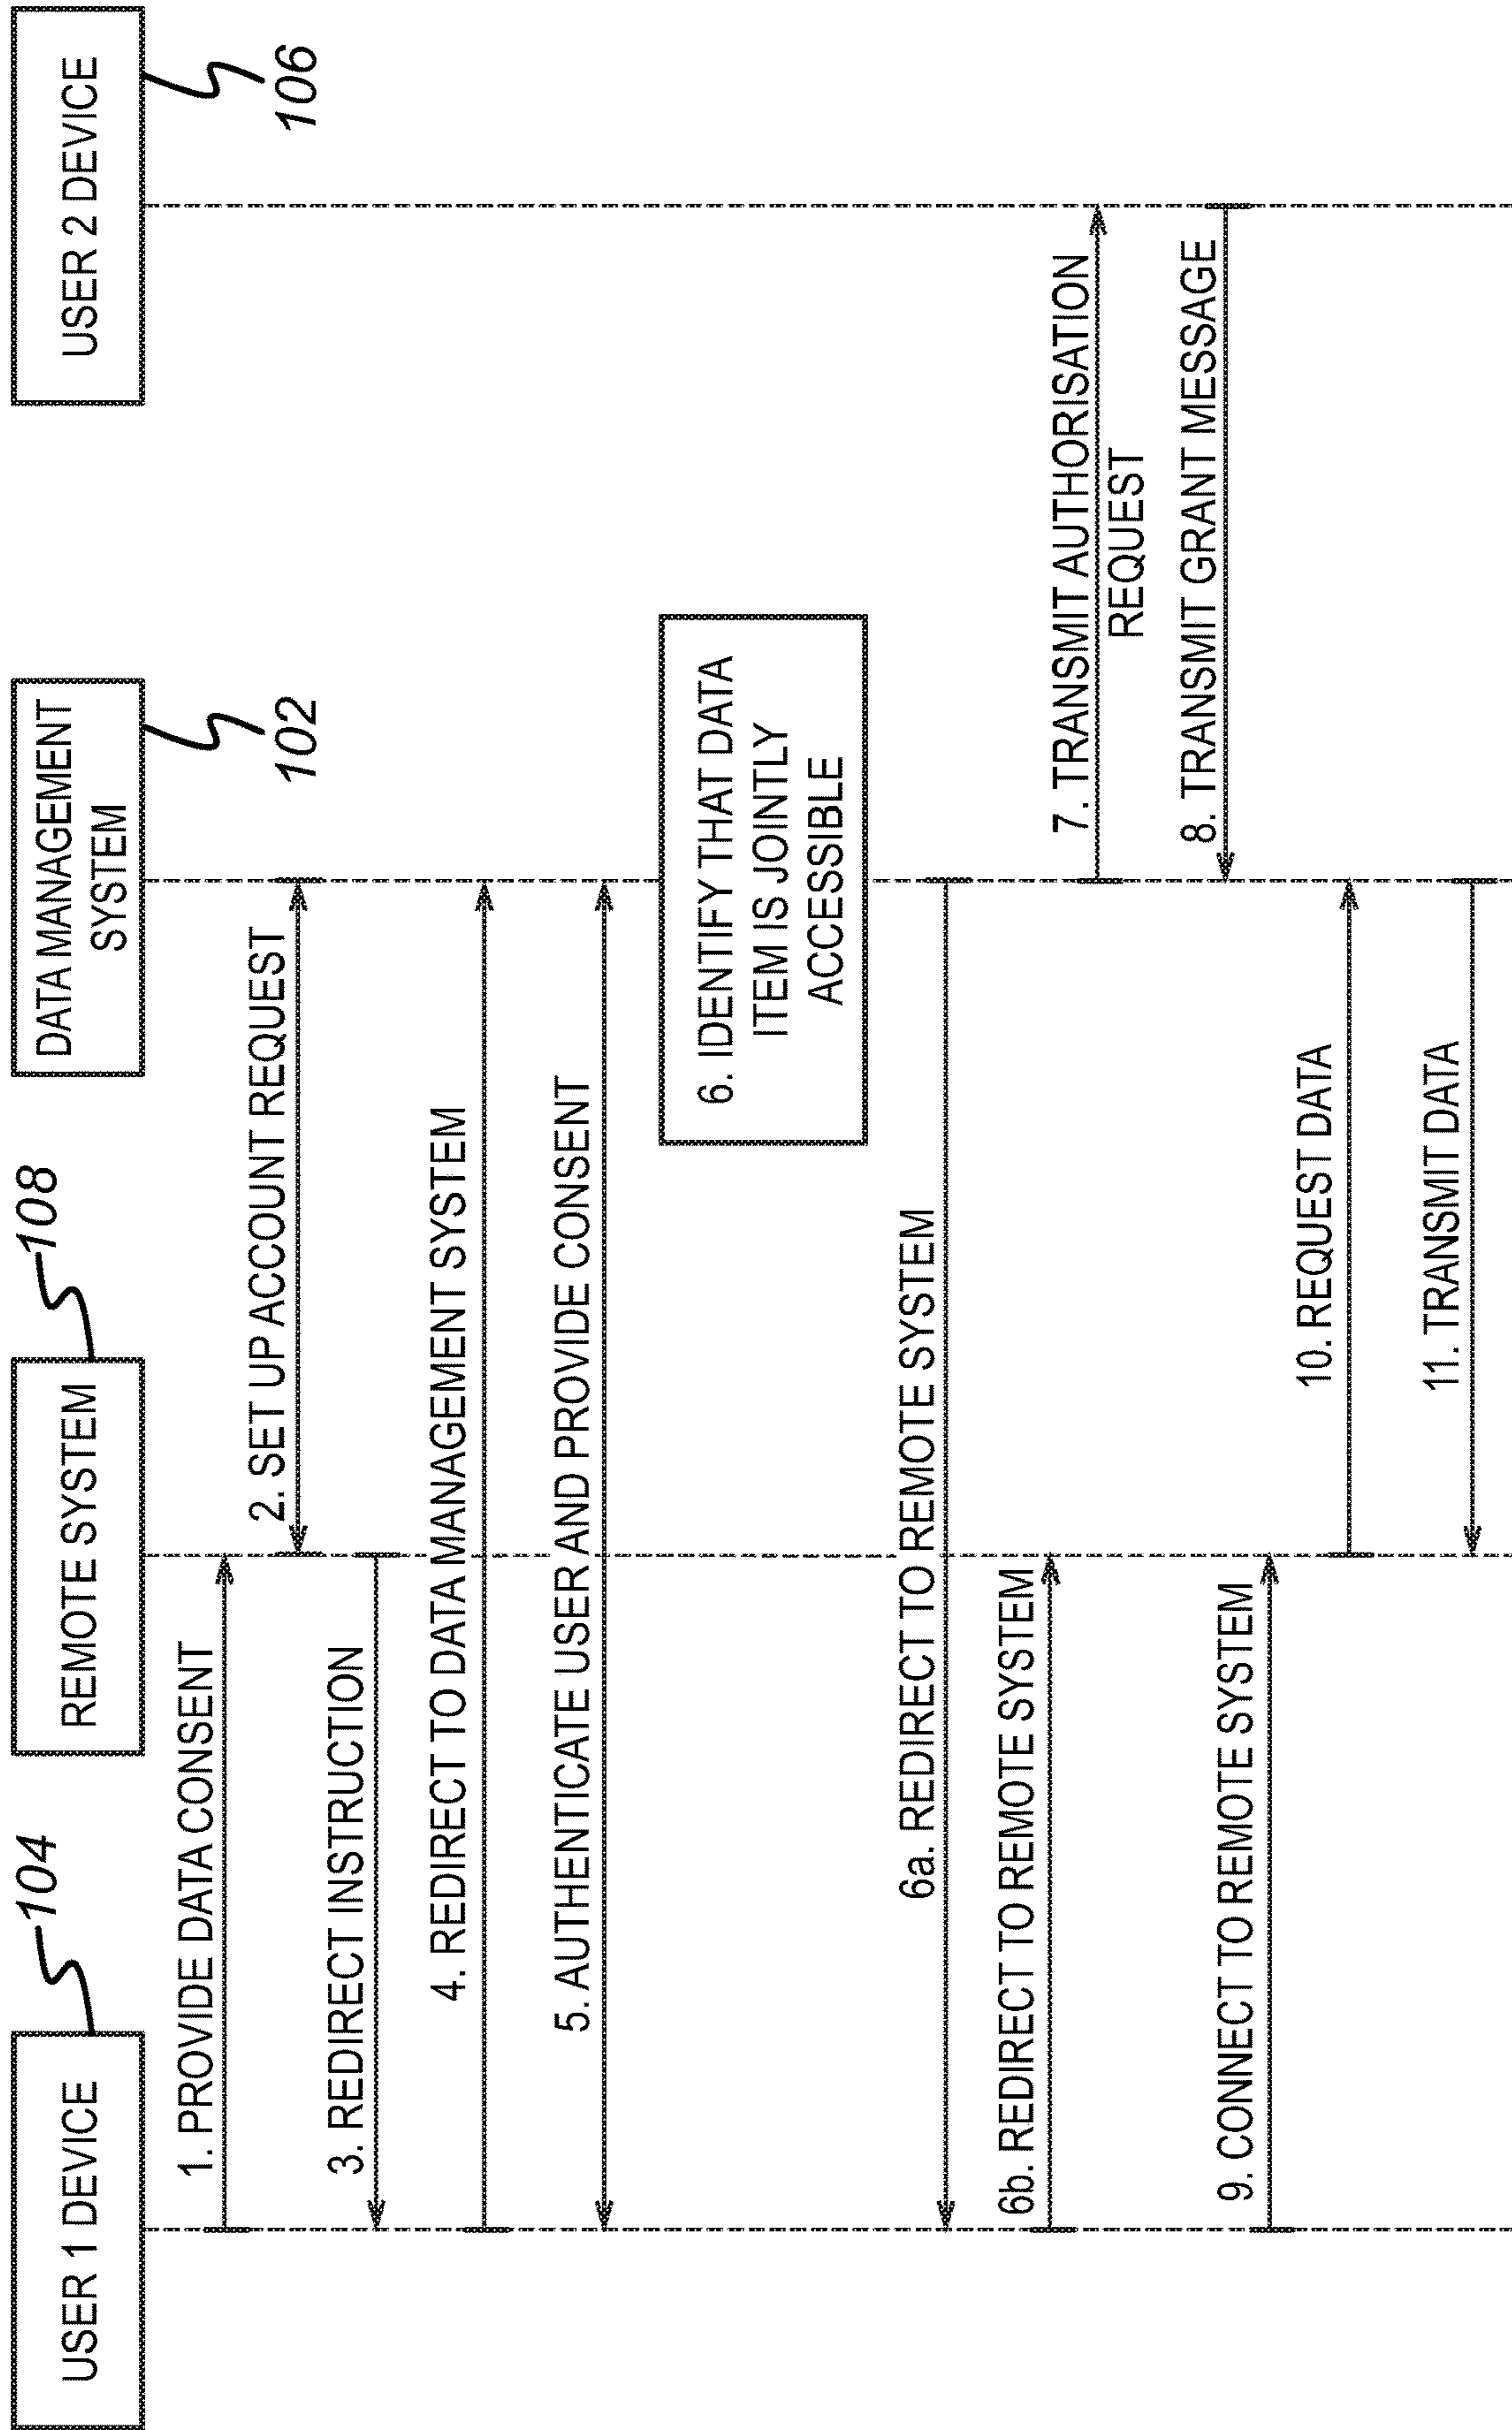 USER 1 DEVICE
104
REMOTE SYSTEM
108
DATA MANAGEMENT
SYSTEM
102
USER 2 DEVICE
106
1. PROVIDE DATA CONSENT
2. SET UP ACCOUNT REQUEST
3. REDIRECT INSTRUCTION
4. REDIRECT TO DATA MANAGEMENT SYSTEM
5. AUTHENTICATE USER AND PROVIDE CONSENT
6. IDENTIFY THAT DATA
ITEM IS JOINTLY
ACCESSIBLE
6a. REDIRECT TO REMOTE SYSTEM
6b. REDIRECT TO REMOTE SYSTEM
7. TRANSMIT AUTHORISATION
REQUEST
8. TRANSMIT GRANT MESSAGE
9. CONNECT TO REMOTE SYSTEM
10. REQUEST DATA
11. TRANSMIT DATA